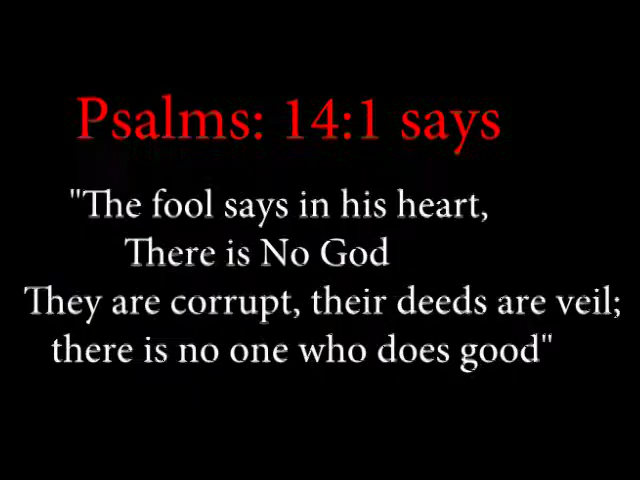 Psalms: 14:1 says
"The fool says in his heart,
There is No God
They are corrupt, their deeds are veil;
there is no one who does good"